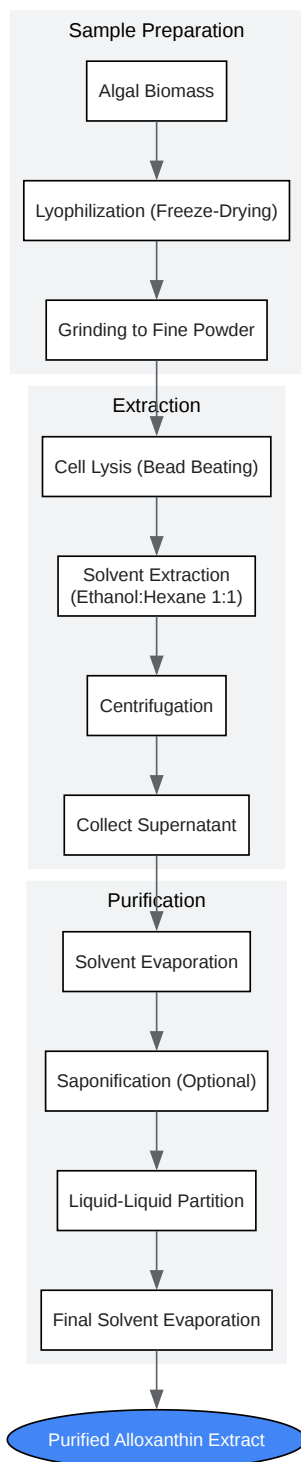 Sample Preparation
Algal Biomass
Lyophilization (Freeze-Drying)
Grinding to Fine Powder
Extraction
Cell Lysis (Bead Beating)
Solvent Extraction
(Ethanol:Hexane 1:1)
Centrifugation
Collect Supernatant
Purification
Solvent Evaporation
Saponification (Optional)
Liquid-Liquid Partition
Final Solvent Evaporation
Purified Alloxanthin Extract